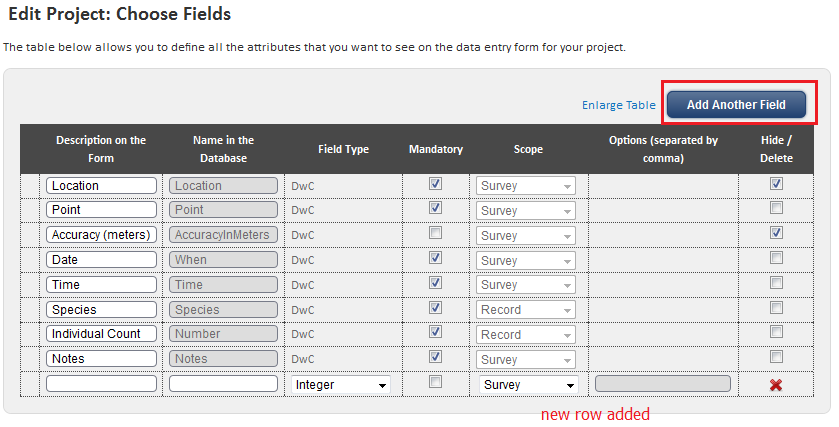 Edit Project: Choose Fields
The table below allows you to define all the attributes that you want to see on the data entry form for your project.
Enlarge Table Add Another Field
Description on the Form Name in the Database Field Type Mandatory Scope Options (separated by comma) Hide / Delete
Location Location DwC Survey
Point Point DwC Survey
Accuracy (meters) AccuracyInMeters DwC Survey
Date When DwC Survey
Time Time DwC Survey
Species Species DwC Record
Individual Count Number DwC Record
Notes Notes DwC Survey
Integer Survey
new row added